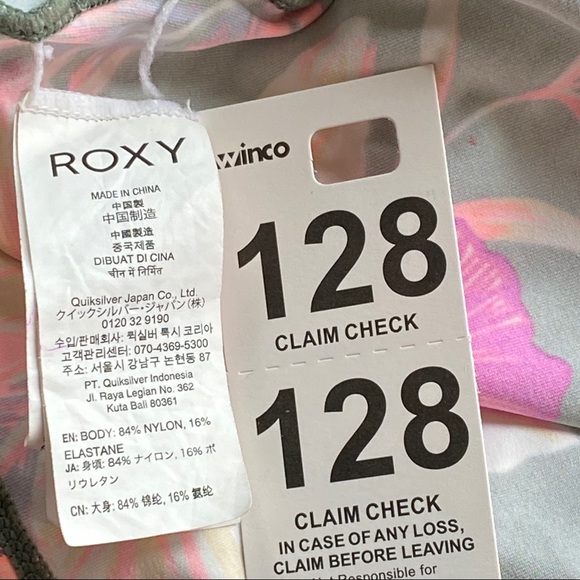 ROXY
MADE IN CHINA
中国製
中国制造
中國製造
중국제품
DIBUAT DI CINA
चीन में निर्मित
Quiksilver Japan Co., Ltd.
クイックシルバー・ジャパン(株)
0120 32 9190
수입/판매회사: 퀵실버 록시 코리아
고객관리센터: 070-4369-5300
주소: 서울시 강남구 논현동 87
PT. Quiksilver Indonesia
Jl. Raya Legian No. 362
Kuta Bali 80361
EN: BODY: 84% NYLON, 16%
ELASTANE
JA: 身頃: 84% ナイロン, 16% ポ
リウレタン
CN: 大身: 84% 锦纶, 16% 氨纶
winco
128
CLAIM CHECK
128
CLAIM CHECK
IN CASE OF ANY LOSS,
CLAIM BEFORE LEAVING
Not Responsible for